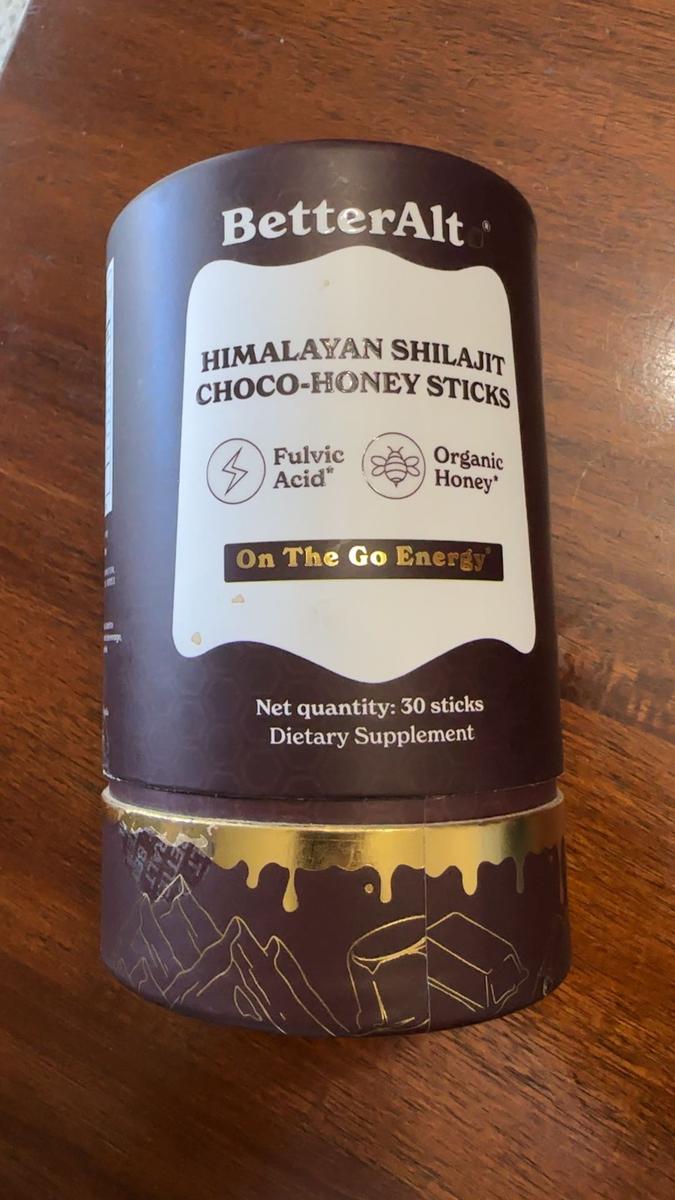 BetterAlt®
HIMALAYAN SHILAJIT
CHOCO-HONEY STICKS
Fulvic
Acid*
Organic
Honey*
On The Go Energy*
Net quantity: 30 sticks
Dietary Supplement